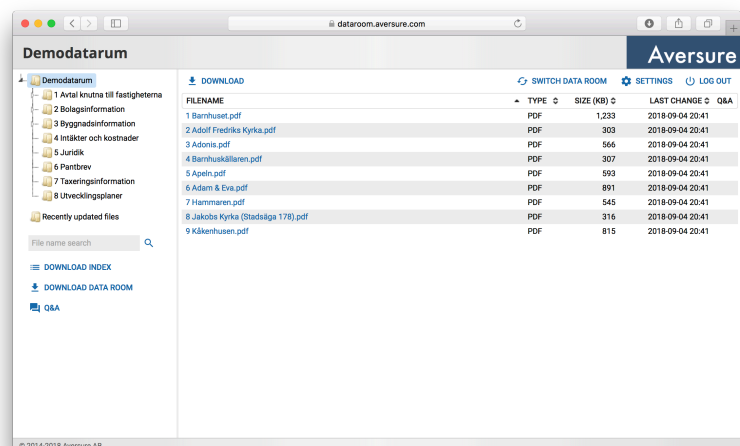 dataroom.aversure.com
Demodatarum
Aversure
Demodatarum
1 Avtal knutna till fastigheterna
2 Bolagsinformation
3 Byggnadsinformation
4 Intäkter och kostnader
5 Juridik
6 Pantbrev
7 Taxeringsinformation
8 Utvecklingsplaner
Recently updated files
File name search
DOWNLOAD INDEX
DOWNLOAD DATA ROOM
Q&A
DOWNLOAD
SWITCH DATA ROOM
SETTINGS
LOG OUT
FILENAME TYPE SIZE (KB) LAST CHANGE Q&A
1 Barnhuset.pdf PDF 1,233 2018-09-04 20:41
2 Adolf Fredriks Kyrka.pdf PDF 303 2018-09-04 20:41
3 Adonis.pdf PDF 566 2018-09-04 20:41
4 Barnhuskällaren.pdf PDF 307 2018-09-04 20:41
5 Apeln.pdf PDF 593 2018-09-04 20:41
6 Adam & Eva.pdf PDF 891 2018-09-04 20:41
7 Hammaren.pdf PDF 545 2018-09-04 20:41
8 Jakobs Kyrka (Stadsäga 178).pdf PDF 316 2018-09-04 20:41
9 Kåkenhusen.pdf PDF 815 2018-09-04 20:41
© 2014-2018 Aversure AB